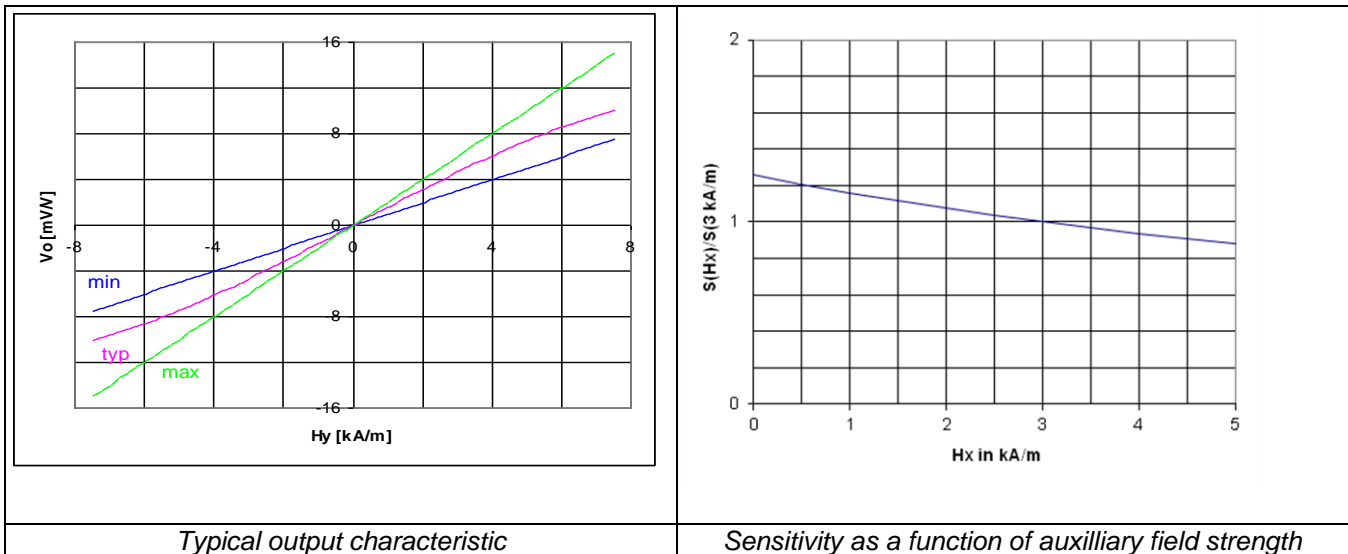 16
8
0
-8
-16
-8
-4
0
4
8
Vo [mV/V]
Hy [kA/m]
min
typ
max
Typical output characteristic
2
1
0
0
1
2
3
4
5
S(Hx)/S(3 kA/m)
Hx in kA/m
Sensitivity as a function of auxilliary field strength